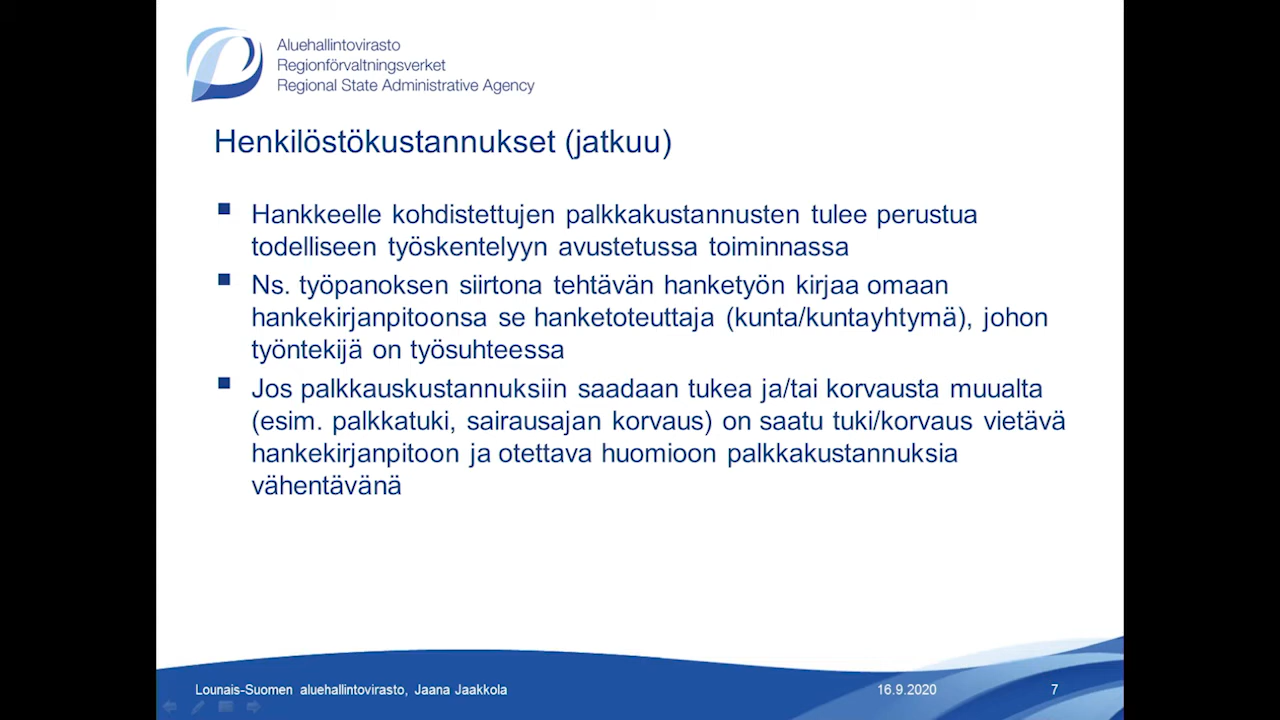 Aluehallintovirasto
Regionförvaltningsverket
Regional State Administrative Agency
Henkilöstökustannukset (jatkuu)
Hankkeelle kohdistettujen palkkakustannusten tulee perustua
todelliseen työskentelyyn avustetussa toiminnassa
Ns. työpanoksen siirtona tehtävän hanketyön kirjaa omaan
hankekirjanpitoonsa se hanketoteuttaja (kunta/kuntayhtymä), johon
työntekijä on työsuhteessa
Jos palkkauskustannuksiin saadaan tukea ja/tai korvausta muualta
(esim. palkkatuki, sairausajan korvaus) on saatu tuki/korvaus vietävä
hankekirjanpitoon ja otettava huomioon palkkakustannuksia
vähentävänä
Lounais-Suomen aluehallintovirasto, Jaana Jaakkola 16.9.2020 7